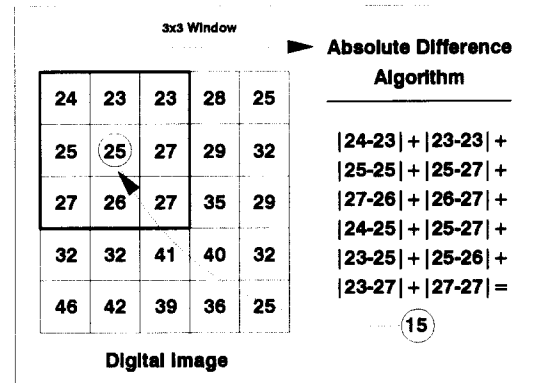 3x3 Window
Absolute Difference
Algorithm
24 23 23 28 25
25 25 27 29 32
27 26 27 35 29
32 32 41 40 32
46 42 39 36 25
Digital Image
|24-23| + |23-23| +
|25-25| + |25-27| +
|27-26| + |26-27| +
|24-25| + |25-27| +
|23-25| + |25-26| +
|23-27| + |27-27| =
15